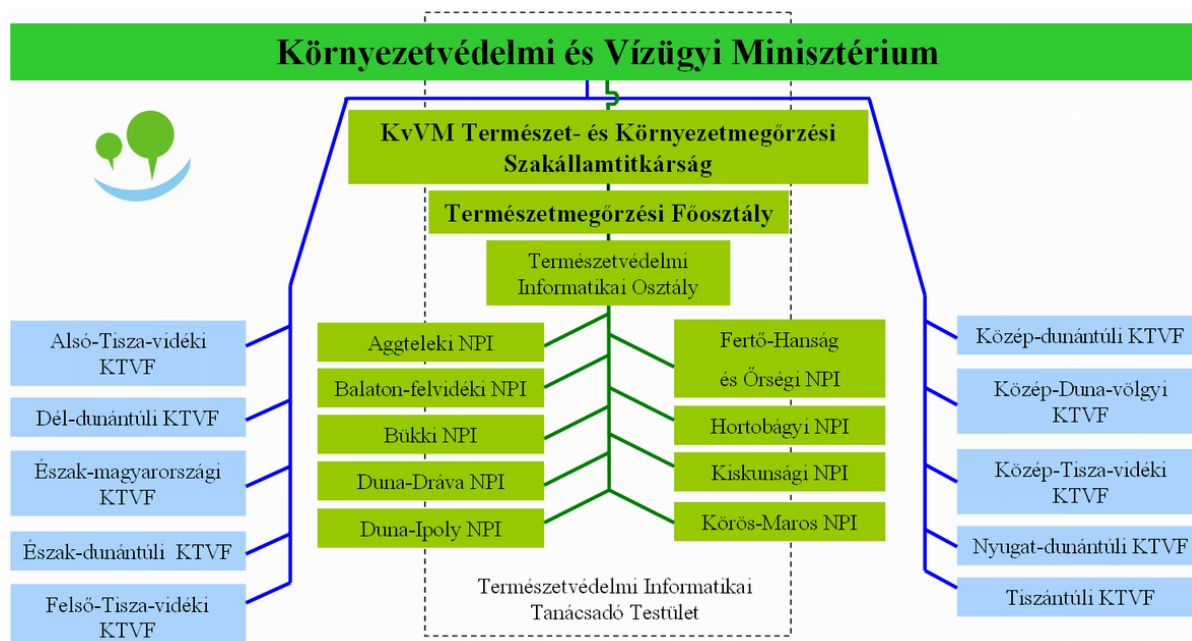 Környezetvédelmi és Vízügyi Minisztérium
KvVM Természet- és Környezetmegőrzési
Szakállamtitkárság
Természetmegőrzési Főosztály
Természetvédelmi
Informatikai Osztály
Alsó-Tisza-vidéki
KTVF
Dél-dunántúli KTVF
Észak-magyarországi
KTVF
Észak-dunántúli KTVF
Felső-Tisza-vidéki
KTVF
Aggteleki NPI
Balaton-felvidéki NPI
Bükki NPI
Duna-Dráva NPI
Duna-Ipoly NPI
Fertő-Hanság
és Őrségi NPI
Hortobágyi NPI
Kiskunsági NPI
Körös-Maros NPI
Közép-dunántúli KTVF
Közép-Duna-völgyi
KTVF
Közép-Tisza-vidéki
KTVF
Nyugat-dunántúli KTVF
Tiszántúli KTVF
Természetvédelmi Informatikai
Tanácsadó Testület